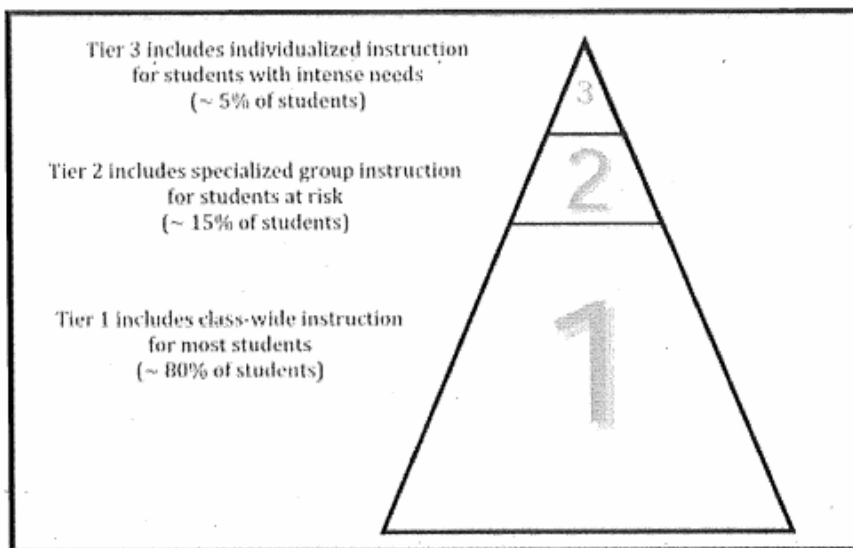 Tier 3 includes individualized instruction
for students with intense needs
(~ 5% of students)
3
Tier 2 includes specialized group instruction
for students at risk
(~ 15% of students)
2
Tier 1 includes class-wide instruction
for most students
(~ 80% of students)
1